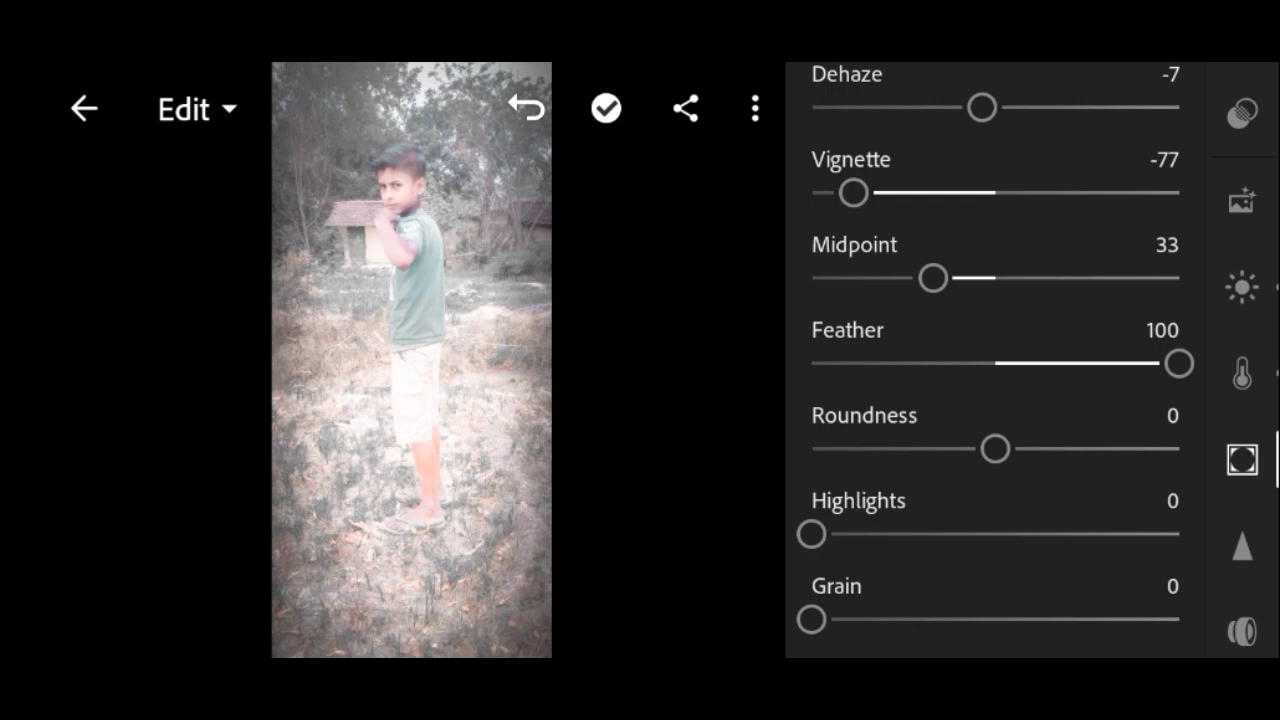 Edit
Dehaze -7
Vignette -77
Midpoint 33
Feather 100
Roundness 0
Highlights 0
Grain 0